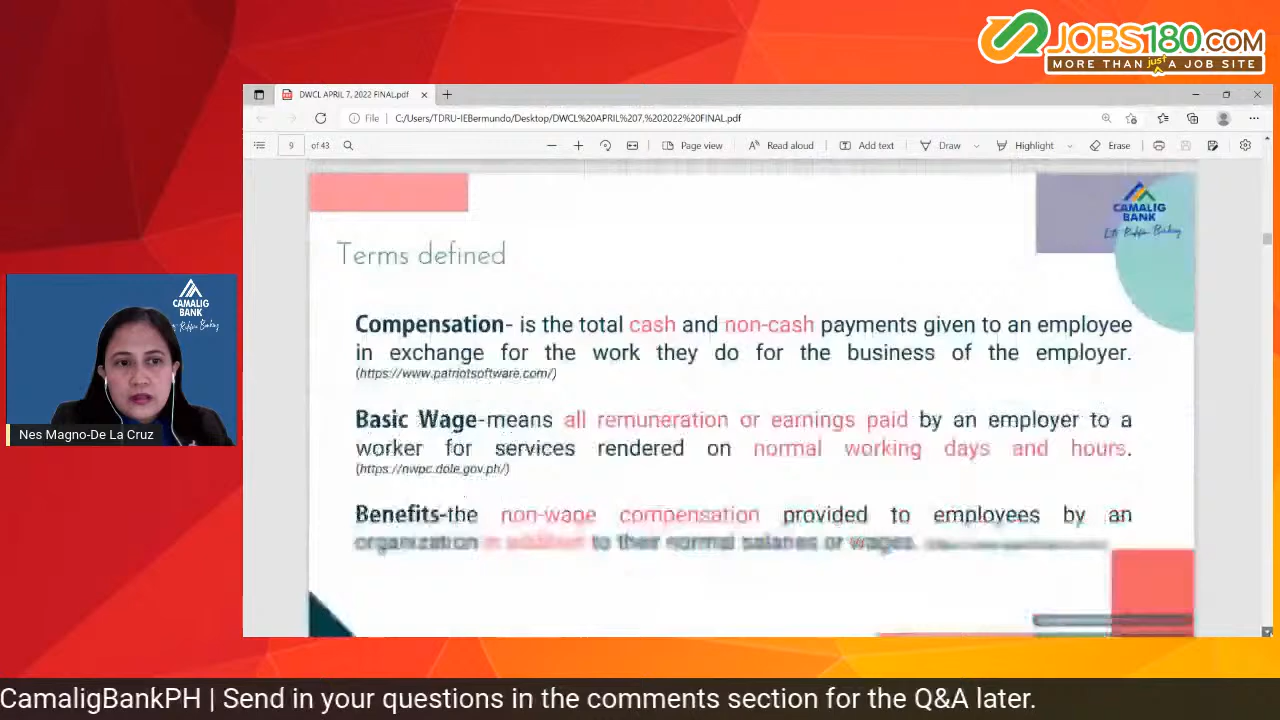 JOBS180.COM
MORE THAN just A JOB SITE
DWCL APRIL 7, 2022 FINAL.pdf
File
C:/Users/TDRU-IEBermundo/Desktop/DWCL%20APRIL%207,%202022%20FINAL.pdf
9 of 43
Page view
Read aloud
Add text
Draw
Highlight
Erase
CAMALIG
BANK
Terms defined
Compensation- is the total cash and non-cash payments given to an employee
in exchange for the work they do for the business of the employer.
(https://www.patriotsoftware.com/)
Basic Wage-means all remuneration or earnings paid by an employer to a
worker for services rendered on normal working days and hours.
(https://nwpc.dole.gov.ph/)
Benefits-the non-wage compensation provided to employees by an
organization in addition to their normal salaries or wages.
CAMALIG
BANK
Nes Magno-De La Cruz
CamaligBankPH | Send in your questions in the comments section for the Q&A later.